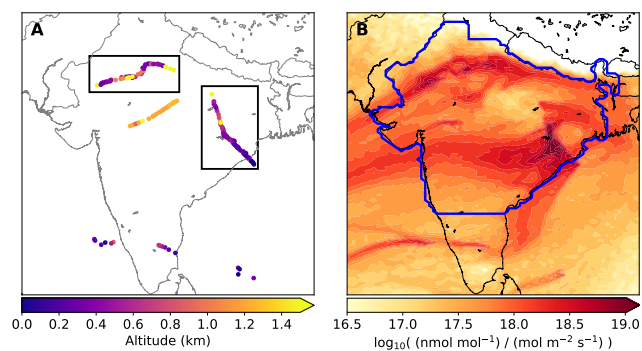 A
B
0.0 0.2 0.4 0.6 0.8 1.0 1.2 1.4
Altitude (km)
16.5 17.0 17.5 18.0 18.5 19.0
log₁₀( (nmol mol⁻¹) / (mol m⁻² s⁻¹) )